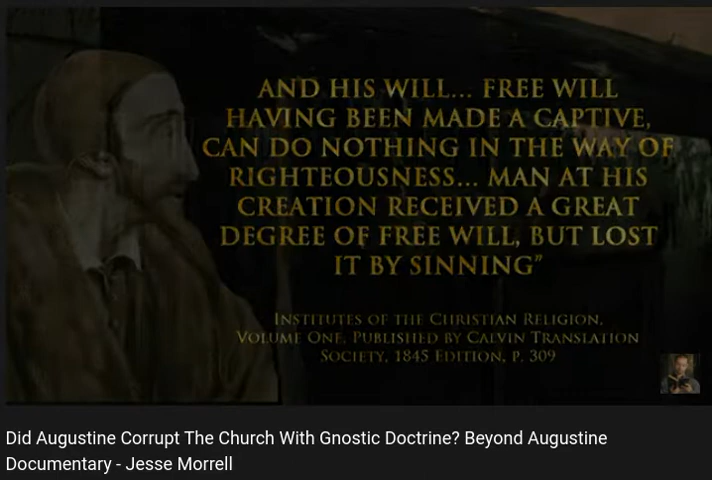 AND HIS WILL... FREE WILL
HAVING BEEN MADE A CAPTIVE,
CAN DO NOTHING IN THE WAY OF
RIGHTEOUSNESS... MAN AT HIS
CREATION RECEIVED A GREAT
DEGREE OF FREE WILL, BUT LOST
IT BY SINNING”
INSTITUTES OF THE CHRISTIAN RELIGION,
VOLUME ONE, PUBLISHED BY CALVIN TRANSLATION
SOCIETY, 1845 EDITION, P. 309
Did Augustine Corrupt The Church With Gnostic Doctrine? Beyond Augustine
Documentary - Jesse Morrell